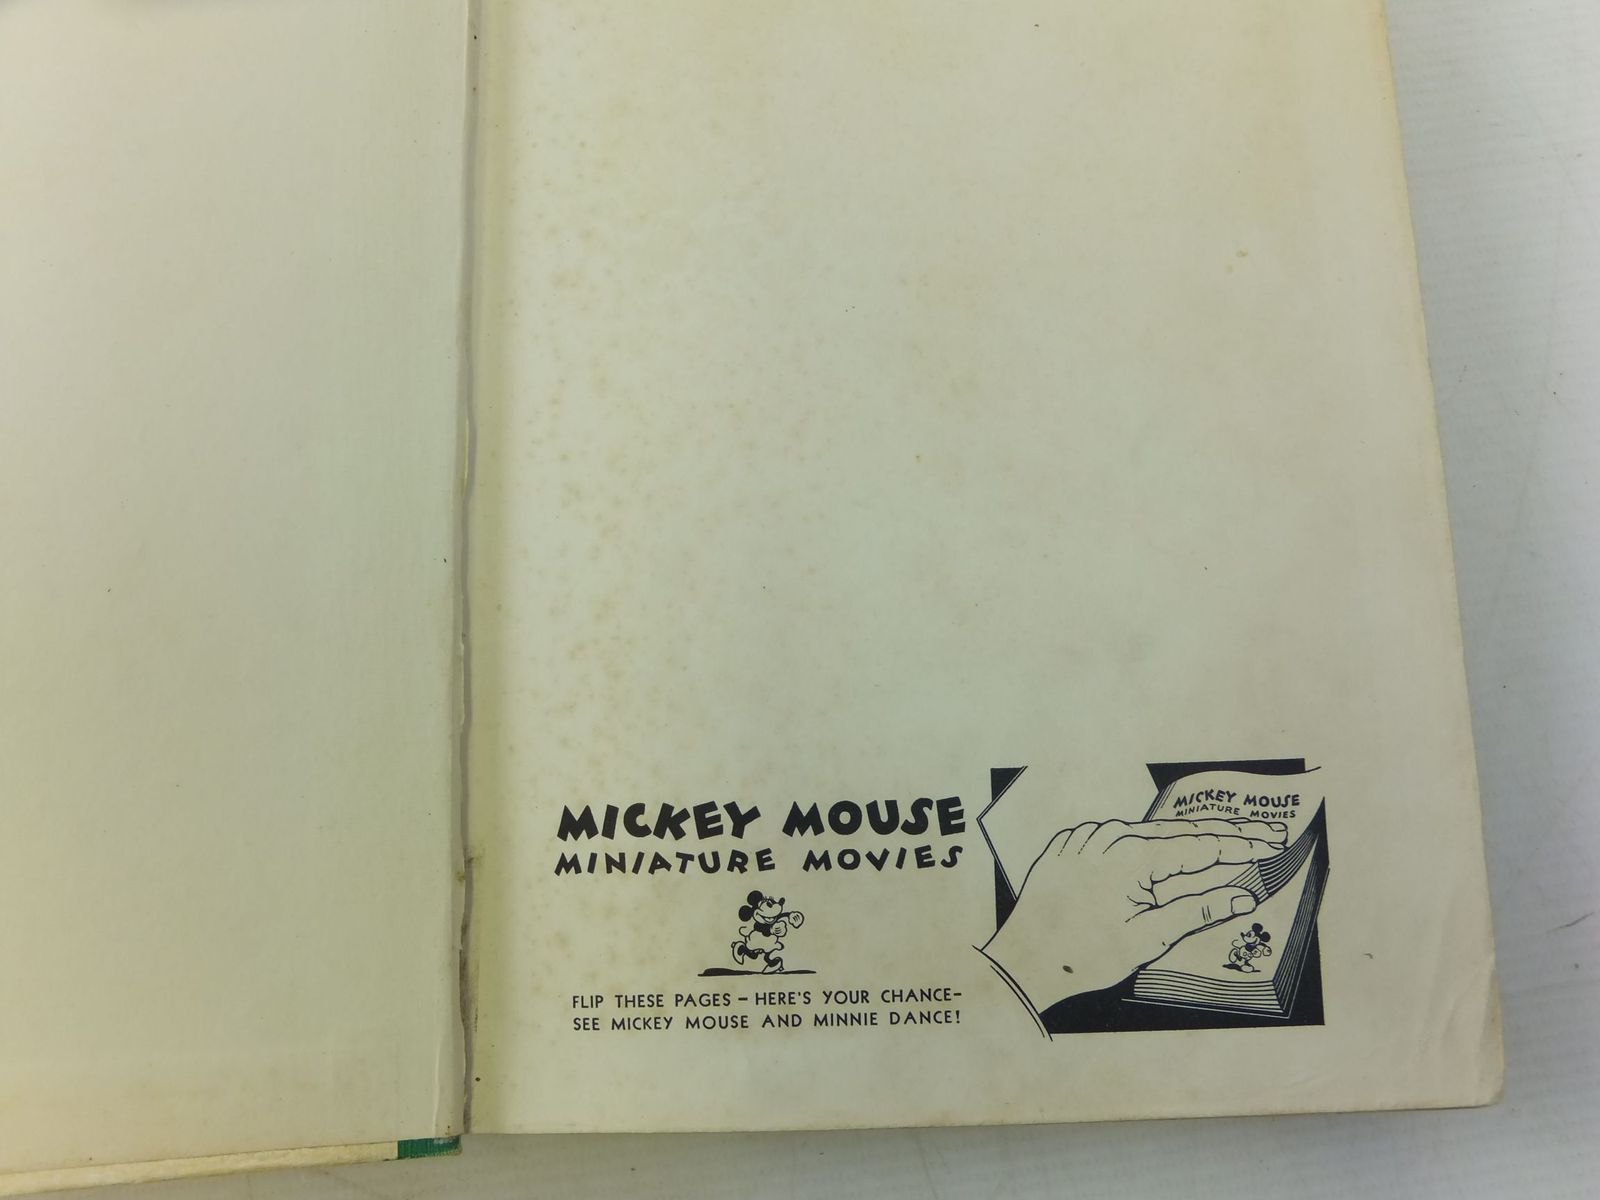 MICKEY MOUSE
MINIATURE MOVIES
FLIP THESE PAGES – HERE'S YOUR CHANCE–
SEE MICKEY MOUSE AND MINNIE DANCE!
MICKEY MOUSE
MINIATURE MOVIES